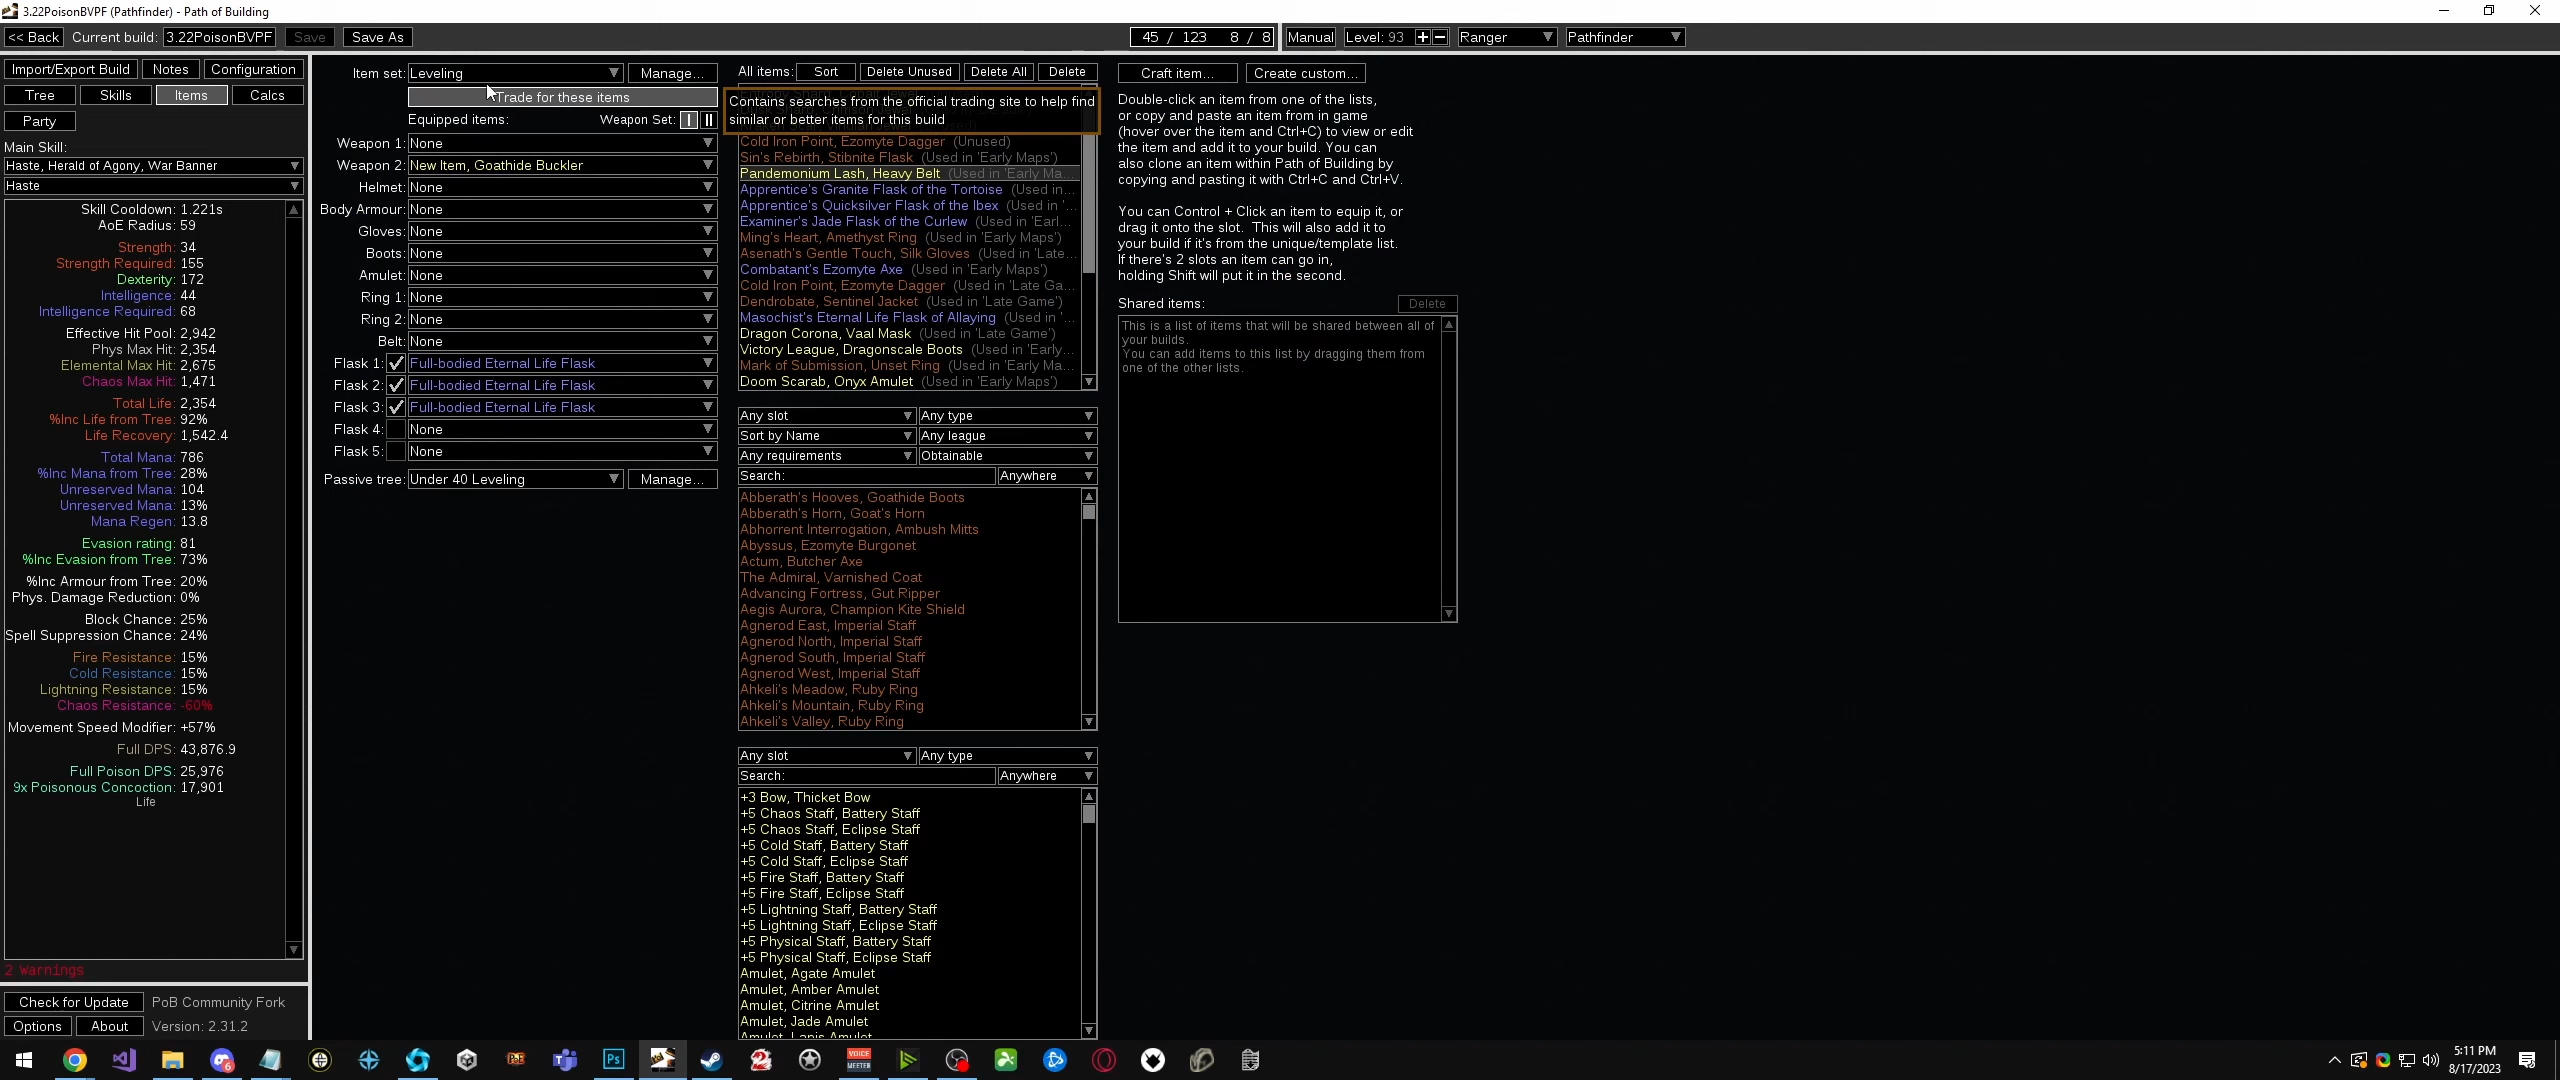 3.22PoisonBVPF (Pathfinder) - Path of Building
<< Back
Current build: 3.22PoisonBVPF
Save
Save As
45 / 123 8 / 8
Manual
Level: 93
Ranger
Pathfinder
Import/Export Build
Notes
Configuration
Tree
Skills
Items
Calcs
Party
Main Skill:
Haste, Herald of Agony, War Banner
Haste
Skill Cooldown: 1.221s
AoE Radius: 59
Strength: 34
Strength Required: 155
Dexterity: 172
Intelligence: 44
Intelligence Required: 68
Effective Hit Pool: 2,942
Phys Max Hit: 2,354
Elemental Max Hit: 2,675
Chaos Max Hit: 1,471
Total Life: 2,354
%Inc Life from Tree: 92%
Life Recovery: 1,542.4
Total Mana: 786
%Inc Mana from Tree: 28%
Unreserved Mana: 104
Unreserved Mana: 13%
Mana Regen: 13.8
Evasion rating: 81
%Inc Evasion from Tree: 73%
%Inc Armour from Tree: 20%
Phys. Damage Reduction: 0%
Block Chance: 25%
Spell Suppression Chance: 24%
Fire Resistance: 15%
Cold Resistance: 15%
Lightning Resistance: 15%
Chaos Resistance: -60%
Movement Speed Modifier: +57%
Full DPS: 43,876.9
Full Poison DPS: 25,976
9x Poisonous Concoction: 17,901
Life
2 Warnings
Check for Update
PoB Community Fork
Options
About
Version: 2.31.2
Item set: Leveling
Manage...
Trade for these items
Equipped items:
Weapon Set: I II
Weapon 1: None
Weapon 2: New Item, Goathide Buckler
Helmet: None
Body Armour: None
Gloves: None
Boots: None
Amulet: None
Ring 1: None
Ring 2: None
Belt: None
Flask 1: Full-bodied Eternal Life Flask
Flask 2: Full-bodied Eternal Life Flask
Flask 3: Full-bodied Eternal Life Flask
Flask 4: None
Flask 5: None
Passive tree: Under 40 Leveling
Manage...
All items:
Sort
Delete Unused
Delete All
Delete
Contains searches from the official trading site to help find
similar or better items for this build
Cold Iron Point, Ezomyte Dagger (Unused)
Sin's Rebirth, Stibnite Flask (Used in 'Early Maps')
Pandemonium Lash, Heavy Belt (Used in 'Early Ma...
Apprentice's Granite Flask of the Tortoise (Used in...
Apprentice's Quicksilver Flask of the Ibex (Used in '...
Examiner's Jade Flask of the Curlew (Used in 'Earl...
Ming's Heart, Amethyst Ring (Used in 'Early Maps')
Asenath's Gentle Touch, Silk Gloves (Used in 'Late...
Combatant's Ezomyte Axe (Used in 'Early Maps')
Cold Iron Point, Ezomyte Dagger (Used in 'Late Ga...
Dendrobate, Sentinel Jacket (Used in 'Late Game')
Masochist's Eternal Life Flask of Allaying (Used in '...
Dragon Corona, Vaal Mask (Used in 'Late Game')
Victory League, Dragonscale Boots (Used in 'Early...
Mark of Submission, Unset Ring (Used in 'Early Ma...
Doom Scarab, Onyx Amulet (Used in 'Early Maps')
Any slot
Any type
Sort by Name
Any league
Any requirements
Obtainable
Search:
Anywhere
Abberath's Hooves, Goathide Boots
Abberath's Horn, Goat's Horn
Abhorrent Interrogation, Ambush Mitts
Abyssus, Ezomyte Burgonet
Actum, Butcher Axe
The Admiral, Varnished Coat
Advancing Fortress, Gut Ripper
Aegis Aurora, Champion Kite Shield
Agnerod East, Imperial Staff
Agnerod North, Imperial Staff
Agnerod South, Imperial Staff
Agnerod West, Imperial Staff
Ahkeli's Meadow, Ruby Ring
Ahkeli's Mountain, Ruby Ring
Ahkeli's Valley, Ruby Ring
Any slot
Any type
Search:
Anywhere
+3 Bow, Thicket Bow
+5 Chaos Staff, Battery Staff
+5 Chaos Staff, Eclipse Staff
+5 Cold Staff, Battery Staff
+5 Cold Staff, Eclipse Staff
+5 Fire Staff, Battery Staff
+5 Fire Staff, Eclipse Staff
+5 Lightning Staff, Battery Staff
+5 Lightning Staff, Eclipse Staff
+5 Physical Staff, Battery Staff
+5 Physical Staff, Eclipse Staff
Amulet, Agate Amulet
Amulet, Amber Amulet
Amulet, Citrine Amulet
Amulet, Jade Amulet
Amulet, Lapis Amulet
Craft item...
Create custom...
Double-click an item from one of the lists,
or copy and paste an item from in game
(hover over the item and Ctrl+C) to view or edit
the item and add it to your build. You can
also clone an item within Path of Building by
copying and pasting it with Ctrl+C and Ctrl+V.
You can Control + Click an item to equip it, or
drag it onto the slot. This will also add it to
your build if it's from the unique/template list.
If there's 2 slots an item can go in,
holding Shift will put it in the second.
Shared items:
Delete
This is a list of items that will be shared between all of
your builds.
You can add items to this list by dragging them from
one of the other lists.
6
Ps
VOICE
MEETER
5:11 PM
8/17/2023